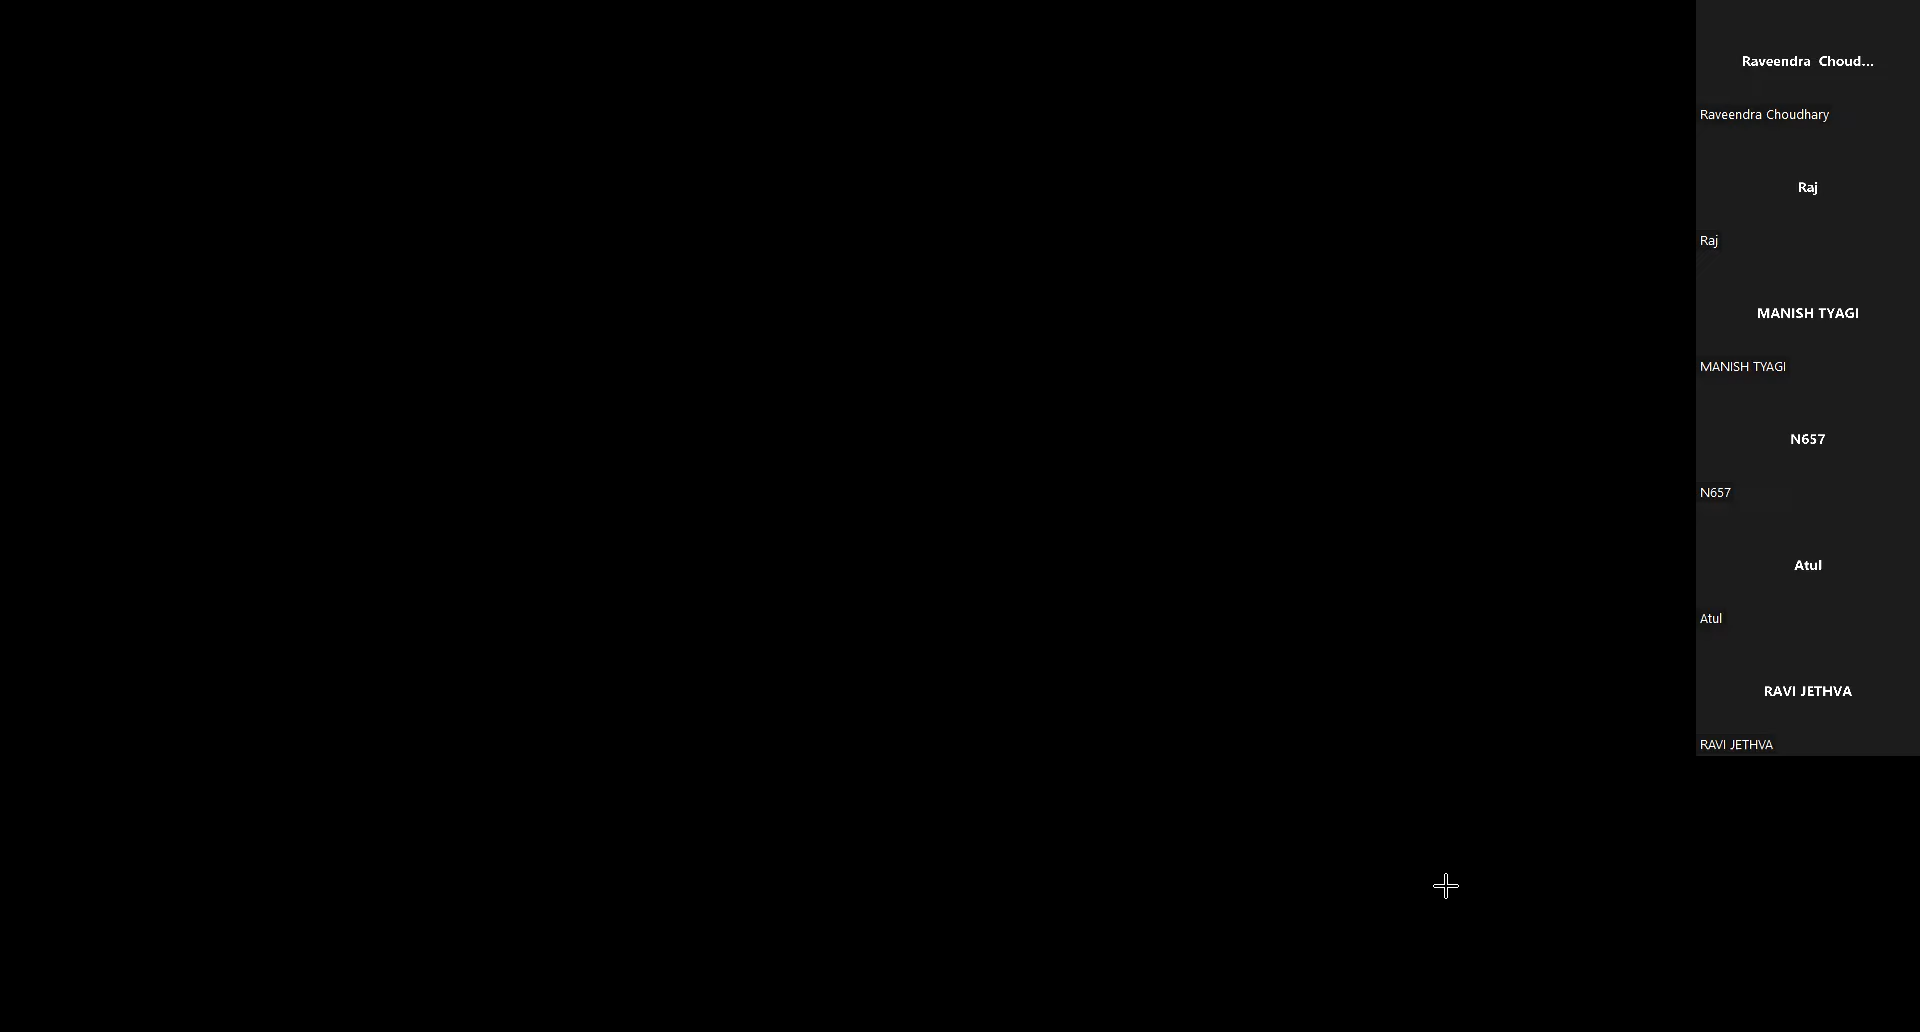 Raveendra Choud...
Raveendra Choudhary
Raj
Raj
MANISH TYAGI
MANISH TYAGI
N657
N657
Atul
Atul
RAVI JETHVA
RAVI JETHVA